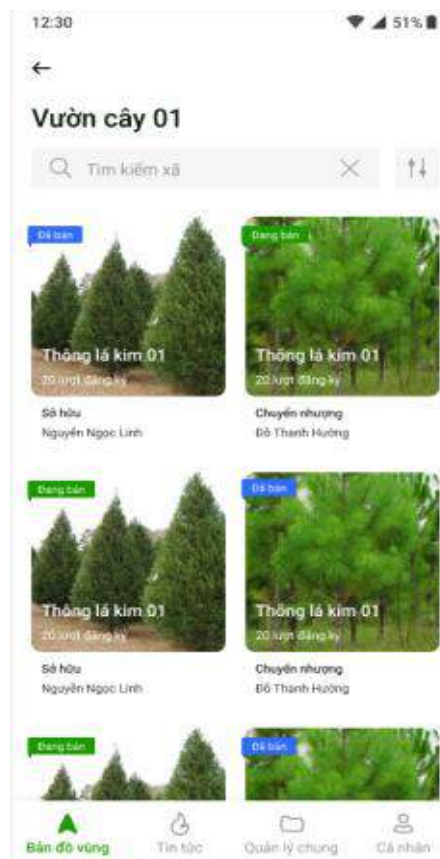 12:30
51%
Vườn cây 01
Tìm kiếm xã
Đã bán
Đang bán
Thông lá kim 01
Thông lá kim 01
20 lượt đăng ký
20 lượt đăng ký
Sở hữu
Chuyển nhượng
Nguyễn Ngọc Linh
Đỗ Thanh Hường
Đang bán
Đã bán
Thông lá kim 01
Thông lá kim 01
20 lượt đăng ký
20 lượt đăng ký
Sở hữu
Chuyển nhượng
Nguyễn Ngọc Linh
Đỗ Thanh Hường
Đang bán
Đã bán
Bản đồ vùng
Tin tức
Quản lý chung
Cá nhân